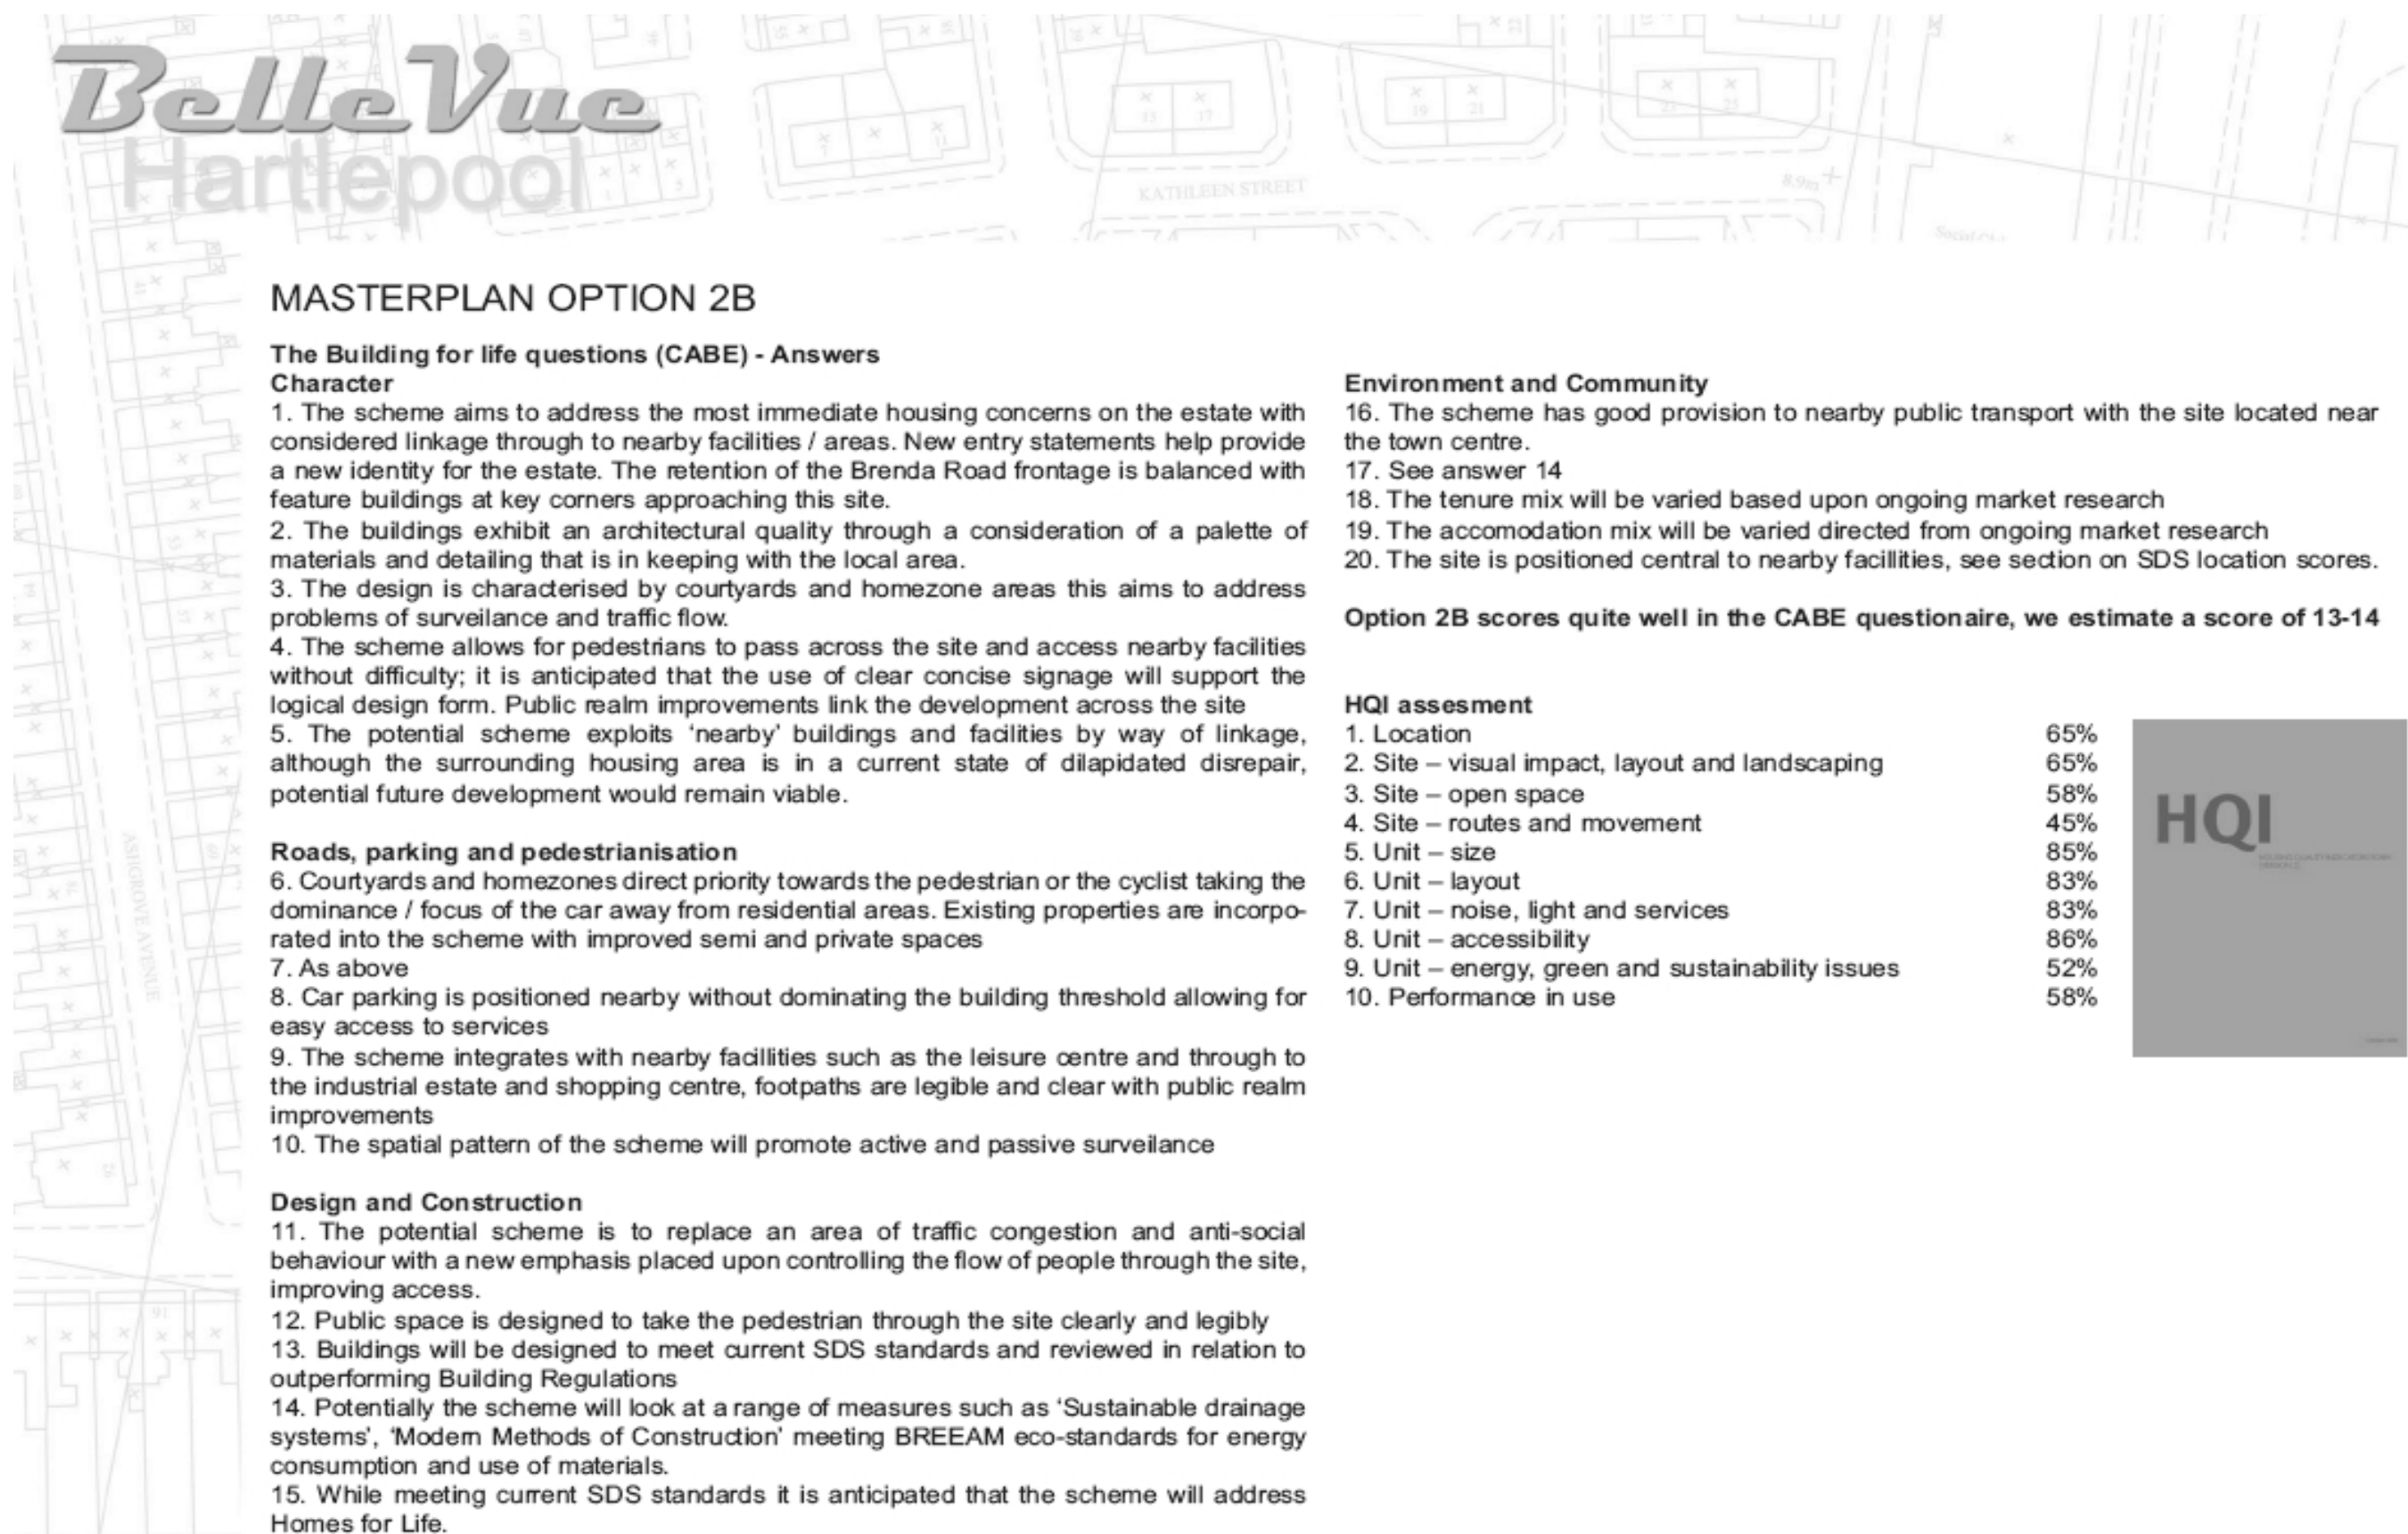 BelleVue
Hartlepool
KATHLEEN STREET
8.9m
15
17
19
21
23
25
ASHGROVE AVENUE
91
MASTERPLAN OPTION 2B
The Building for life questions (CABE) - Answers
Character
1. The scheme aims to address the most immediate housing concerns on the estate with
considered linkage through to nearby facilities / areas. New entry statements help provide
a new identity for the estate. The retention of the Brenda Road frontage is balanced with
feature buildings at key corners approaching this site.
2. The buildings exhibit an architectural quality through a consideration of a palette of
materials and detailing that is in keeping with the local area.
3. The design is characterised by courtyards and homezone areas this aims to address
problems of surveilance and traffic flow.
4. The scheme allows for pedestrians to pass across the site and access nearby facilities
without difficulty; it is anticipated that the use of clear concise signage will support the
logical design form. Public realm improvements link the development across the site
5. The potential scheme exploits ‘nearby’ buildings and facilities by way of linkage,
although the surrounding housing area is in a current state of dilapidated disrepair,
potential future development would remain viable.
Roads, parking and pedestrianisation
6. Courtyards and homezones direct priority towards the pedestrian or the cyclist taking the
dominance / focus of the car away from residential areas. Existing properties are incorpo-
rated into the scheme with improved semi and private spaces
7. As above
8. Car parking is positioned nearby without dominating the building threshold allowing for
easy access to services
9. The scheme integrates with nearby facillities such as the leisure centre and through to
the industrial estate and shopping centre, footpaths are legible and clear with public realm
improvements
10. The spatial pattern of the scheme will promote active and passive surveilance
Design and Construction
11. The potential scheme is to replace an area of traffic congestion and anti-social
behaviour with a new emphasis placed upon controlling the flow of people through the site,
improving access.
12. Public space is designed to take the pedestrian through the site clearly and legibly
13. Buildings will be designed to meet current SDS standards and reviewed in relation to
outperforming Building Regulations
14. Potentially the scheme will look at a range of measures such as ‘Sustainable drainage
systems’, ‘Modern Methods of Construction’ meeting BREEAM eco-standards for energy
consumption and use of materials.
15. While meeting current SDS standards it is anticipated that the scheme will address
Homes for Life.
Environment and Community
16. The scheme has good provision to nearby public transport with the site located near
the town centre.
17. See answer 14
18. The tenure mix will be varied based upon ongoing market research
19. The accomodation mix will be varied directed from ongoing market research
20. The site is positioned central to nearby facillities, see section on SDS location scores.
Option 2B scores quite well in the CABE questionaire, we estimate a score of 13-14
HQI assesment
1. Location 65%
2. Site – visual impact, layout and landscaping 65%
3. Site – open space 58%
4. Site – routes and movement 45%
5. Unit – size 85%
6. Unit – layout 83%
7. Unit – noise, light and services 83%
8. Unit – accessibility 86%
9. Unit – energy, green and sustainability issues 52%
10. Performance in use 58%
HQI